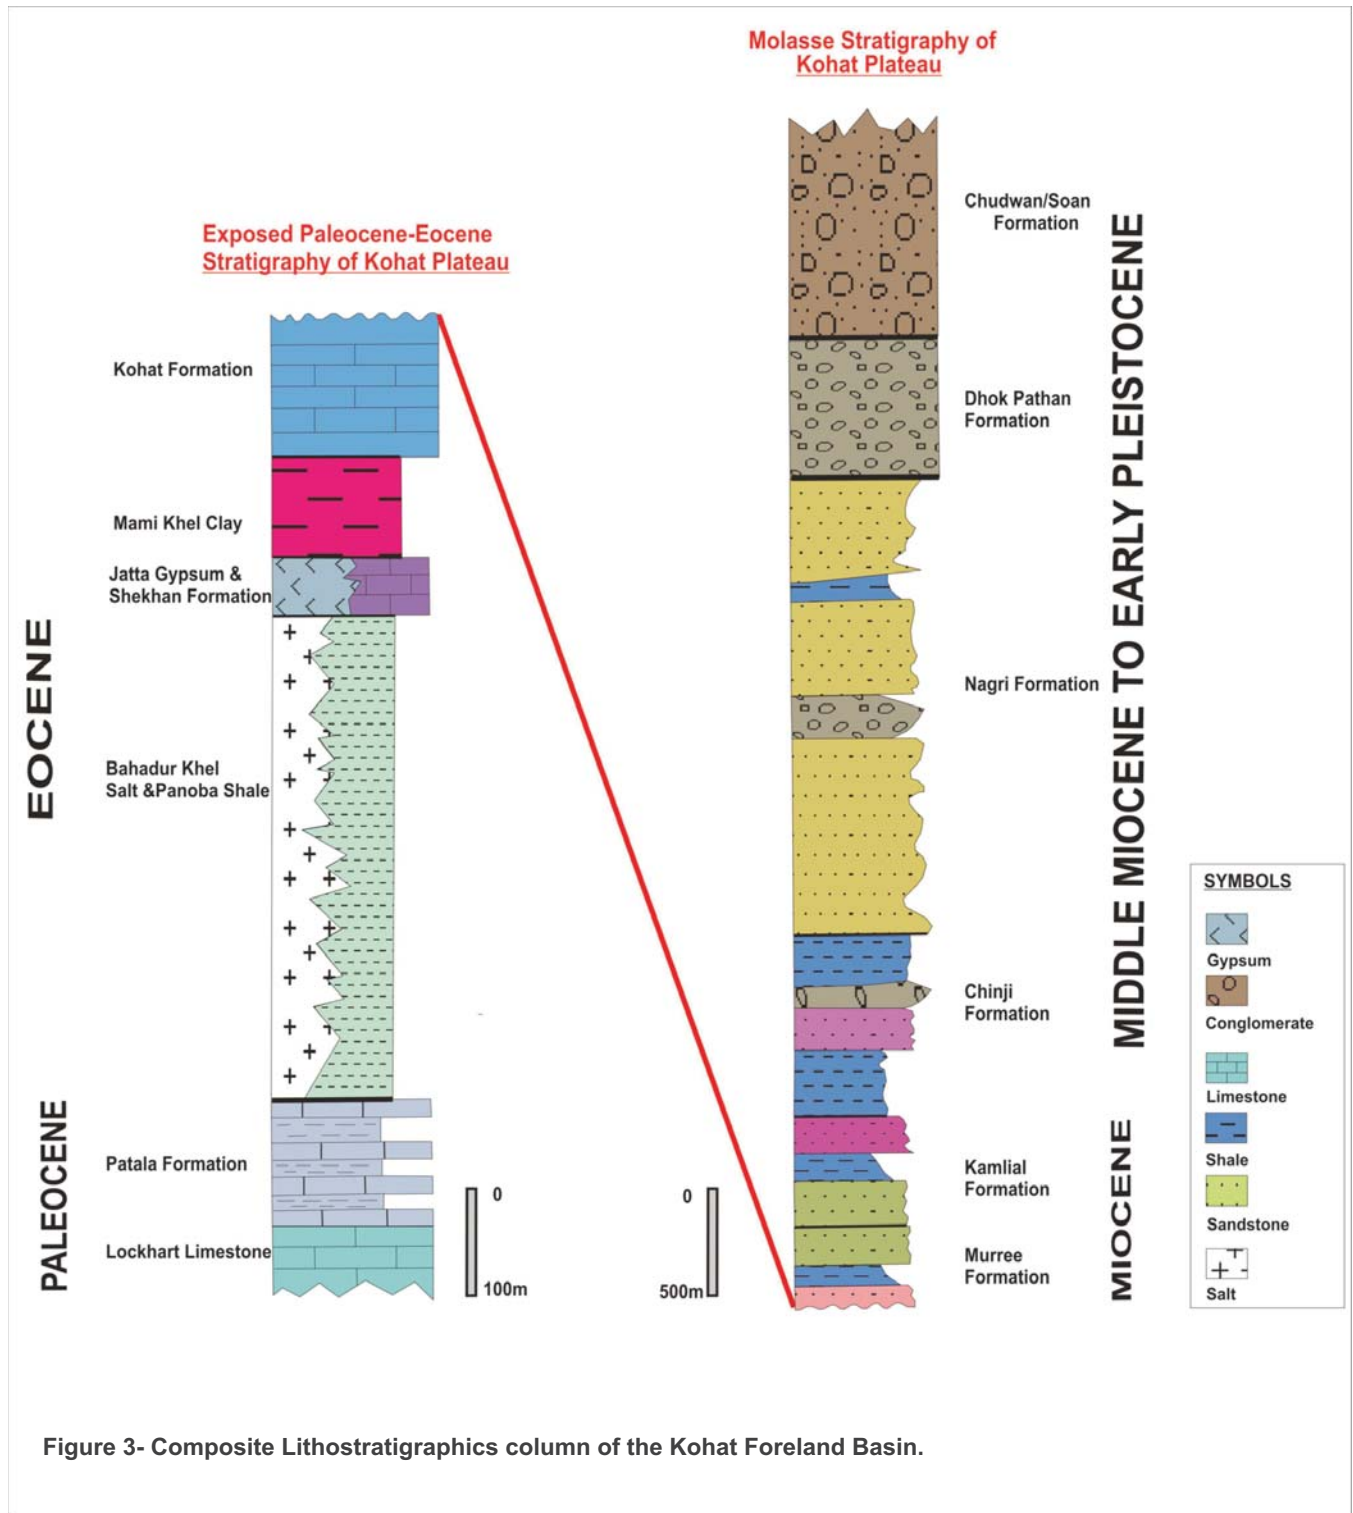 Molasse Stratigraphy of
Kohat Plateau
Exposed Paleocene-Eocene
Stratigraphy of Kohat Plateau
Kohat Formation
Mami Khel Clay
Jatta Gypsum &
Shekhan Formation
Bahadur Khel
Salt &Panoba Shale
Patala Formation
Lockhart Limestone
EOCENE
PALEOCENE
0
100m
0
500m
Chudwan/Soan
Formation
Dhok Pathan
Formation
Nagri Formation
Chinji
Formation
Kamlial
Formation
Murree
Formation
MIDDLE MIOCENE TO EARLY PLEISTOCENE
MIOCENE
SYMBOLS
Gypsum
Conglomerate
Limestone
Shale
Sandstone
Salt
Figure 3- Composite Lithostratigraphics column of the Kohat Foreland Basin.